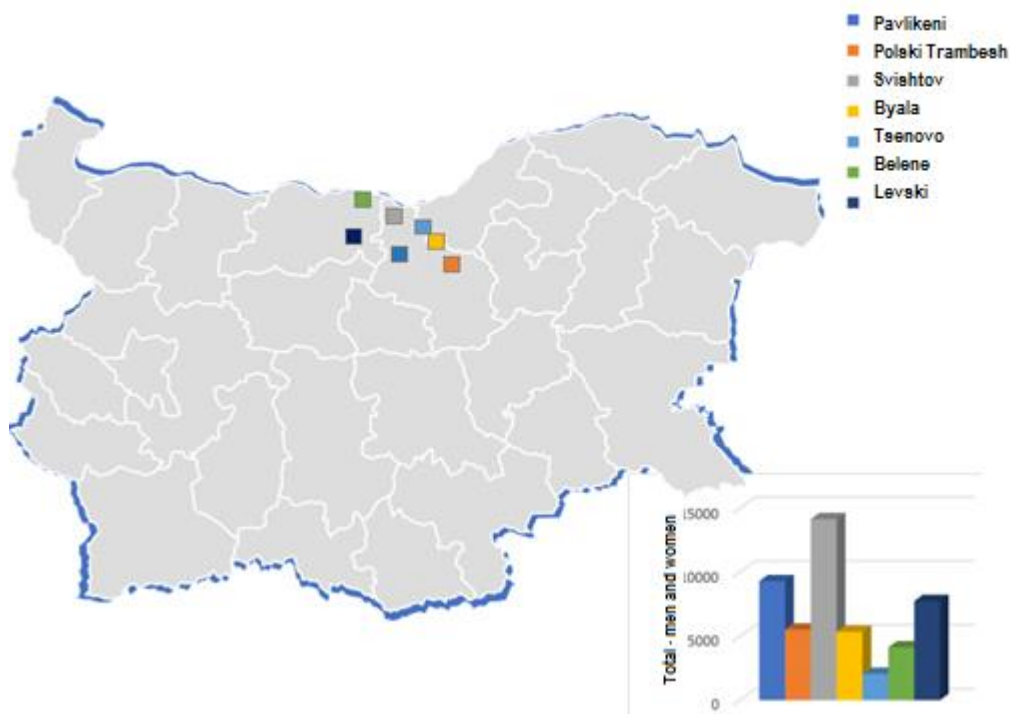 Pavlikeni
Polski Trambesh
Svishtov
Byala
Tsenovo
Belene
Levski
Total - men and women
15000
10000
5000
0